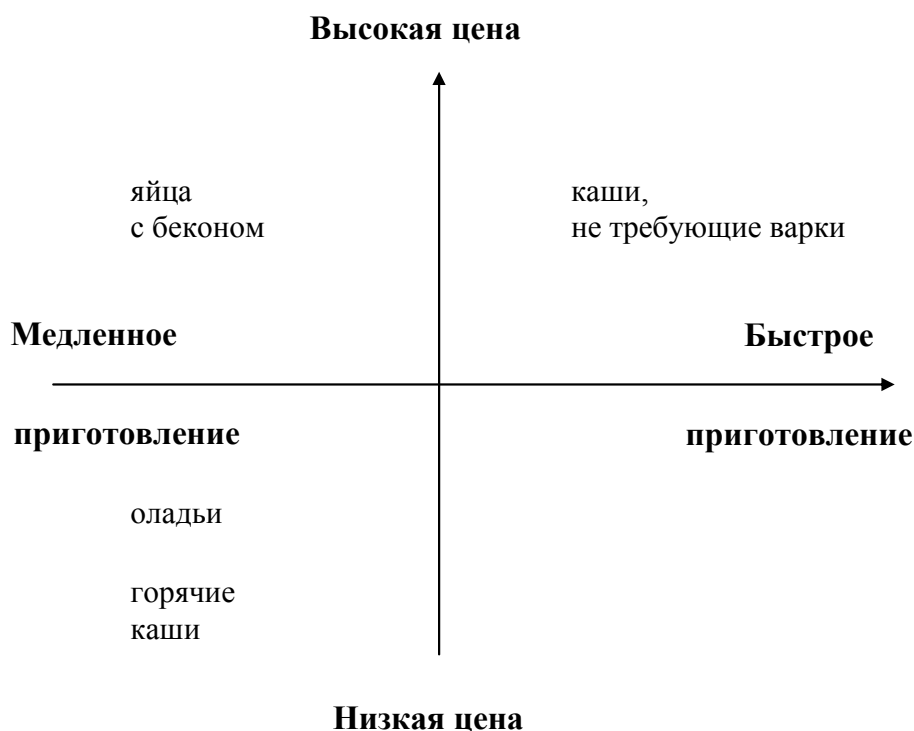 Высокая цена
яйца
с беконом
каши,
не требующие варки
Медленное
Быстрое
приготовление
приготовление
оладьи
горячие
каши
Низкая цена